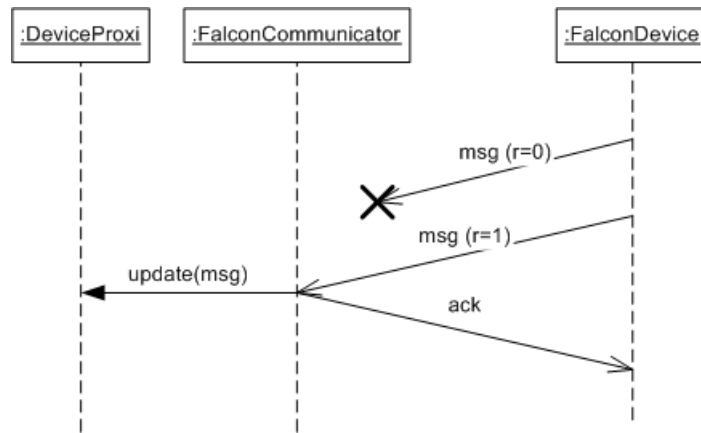 :DeviceProxi
:FalconCommunicator
:FalconDevice
msg (r=0)
msg (r=1)
update(msg)
ack